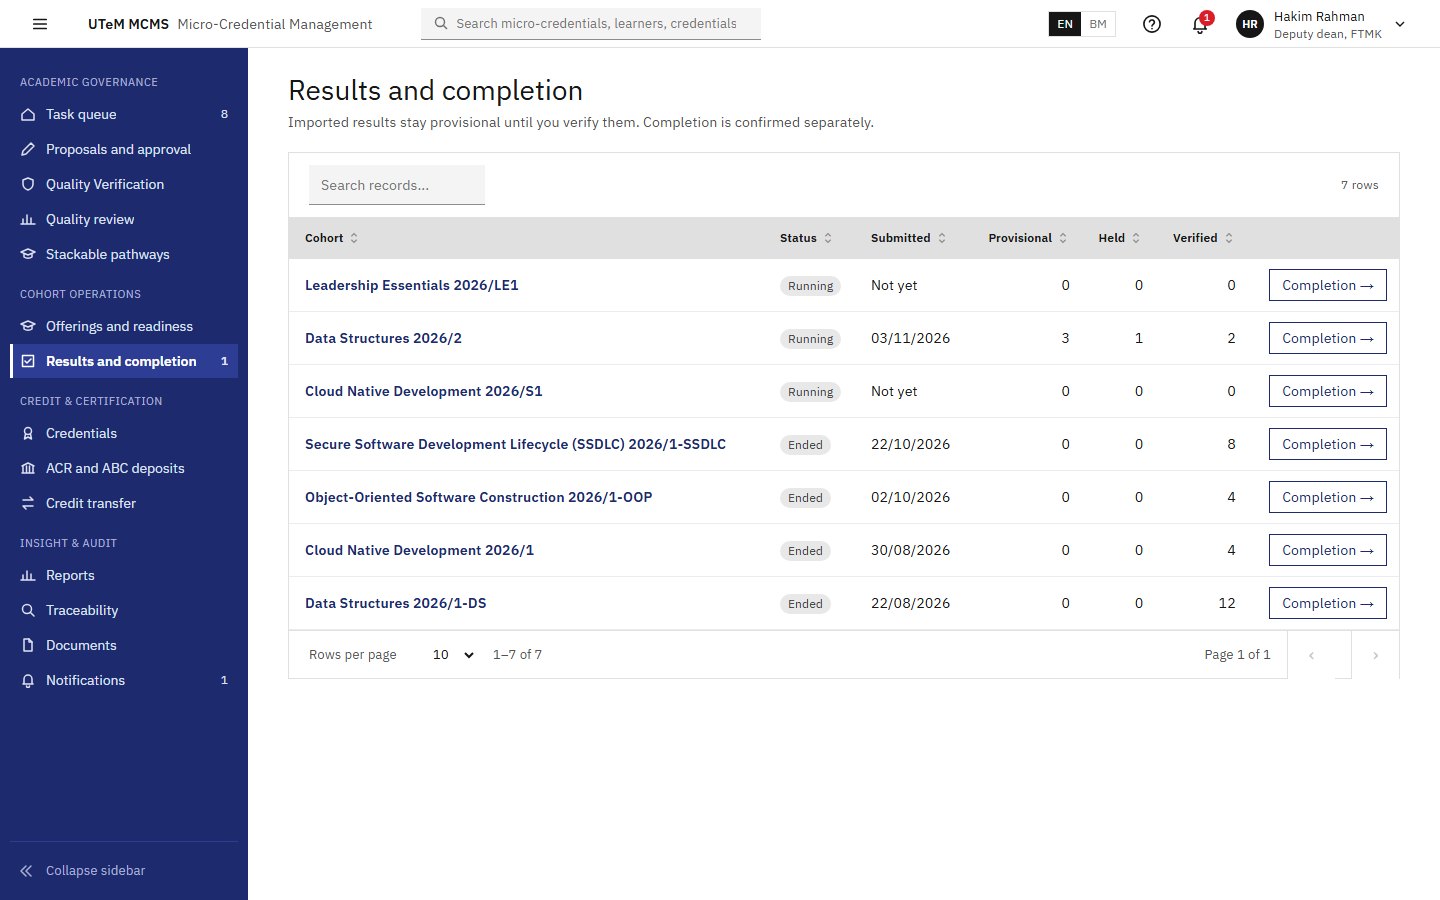 UTeM MCMS Micro-Credential Management
Search micro-credentials, learners, credentials
EN BM
1
HR
Hakim Rahman
Deputy dean, FTMK
ACADEMIC GOVERNANCE
Task queue 8
Proposals and approval
Quality Verification
Quality review
Stackable pathways
COHORT OPERATIONS
Offerings and readiness
Results and completion 1
CREDIT & CERTIFICATION
Credentials
ACR and ABC deposits
Credit transfer
INSIGHT & AUDIT
Reports
Traceability
Documents
Notifications 1
Collapse sidebar
Results and completion
Imported results stay provisional until you verify them. Completion is confirmed separately.
Search records...
7 rows
Cohort Status Submitted Provisional Held Verified
Leadership Essentials 2026/LE1 Running Not yet 0 0 0 Completion →
Data Structures 2026/2 Running 03/11/2026 3 1 2 Completion →
Cloud Native Development 2026/S1 Running Not yet 0 0 0 Completion →
Secure Software Development Lifecycle (SSDLC) 2026/1-SSDLC Ended 22/10/2026 0 0 8 Completion →
Object-Oriented Software Construction 2026/1-OOP Ended 02/10/2026 0 0 4 Completion →
Cloud Native Development 2026/1 Ended 30/08/2026 0 0 4 Completion →
Data Structures 2026/1-DS Ended 22/08/2026 0 0 12 Completion →
Rows per page 10 1–7 of 7 Page 1 of 1